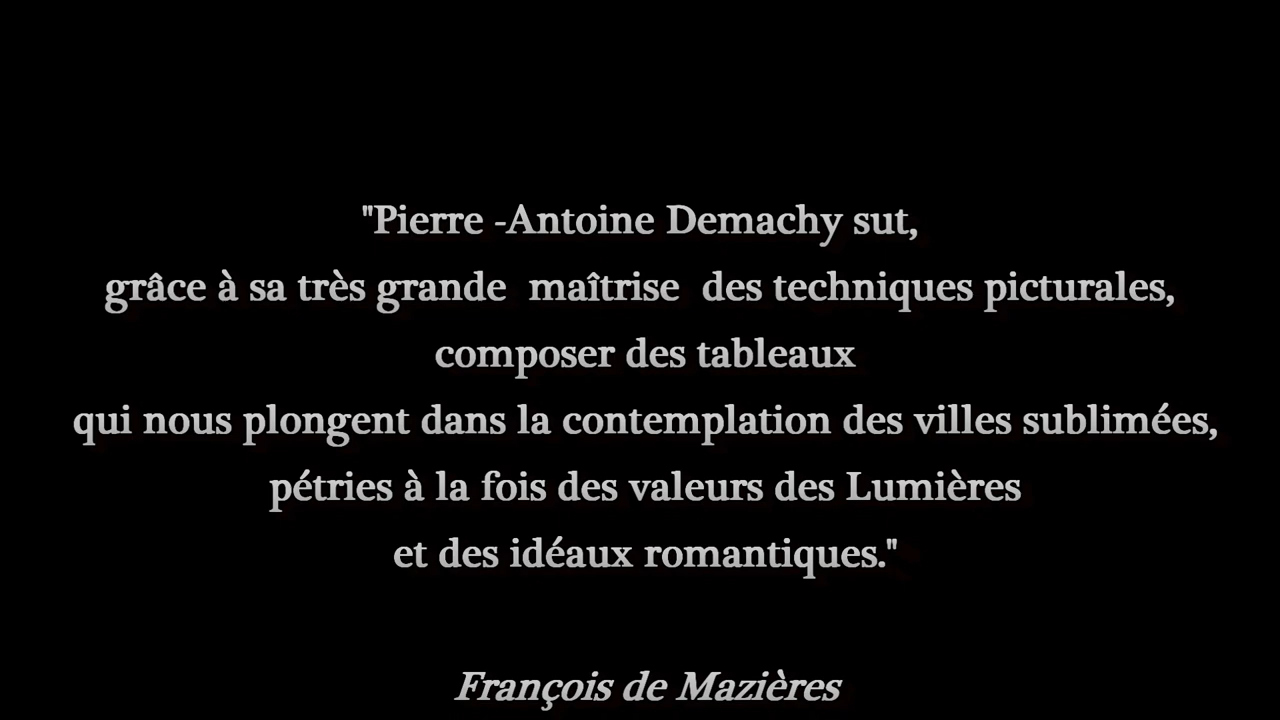 "Pierre -Antoine Demachy sut,
grâce à sa très grande  maîtrise  des techniques picturales,
composer des tableaux
qui nous plongent dans la contemplation des villes sublimées,
pétries à la fois des valeurs des Lumières
et des idéaux romantiques."
François de Mazières